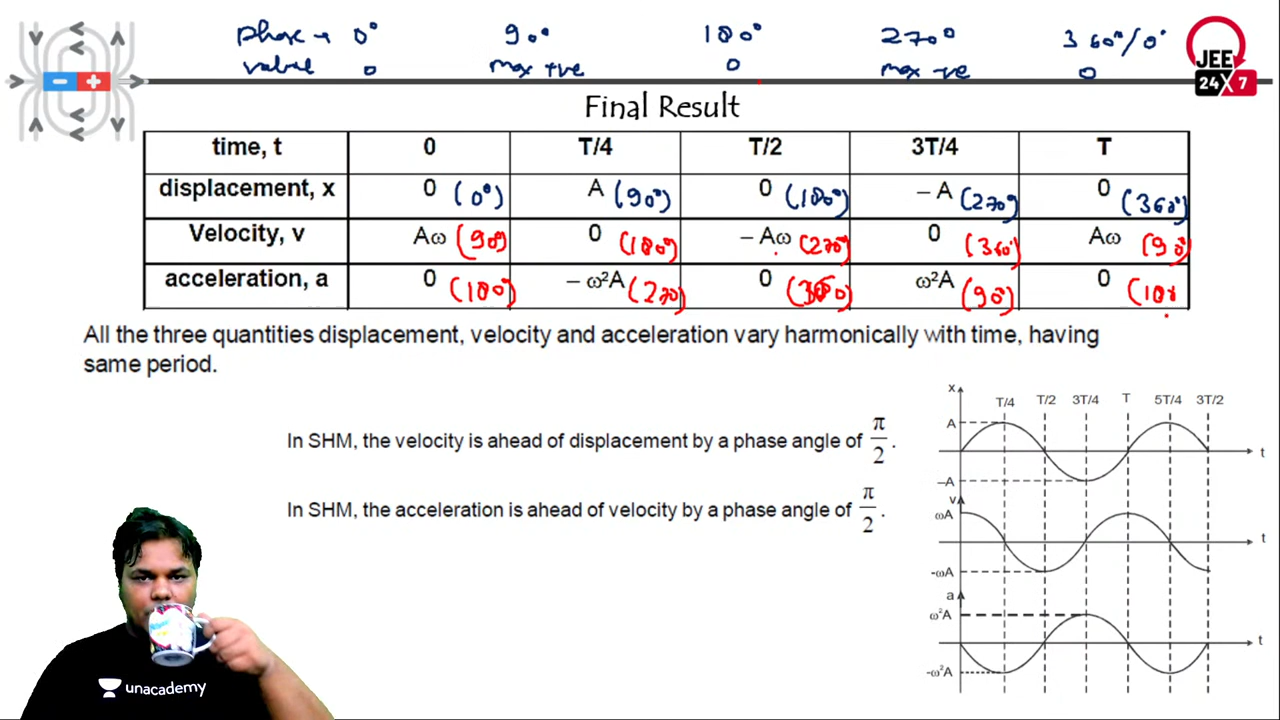 phase → 0° 90° 180° 270° 360°/0°
value 0 max +ve 0 max -ve 0
JEE
24X7
Final Result
time, t 0 T/4 T/2 3T/4 T
displacement, x 0 (0°) A (90°) 0 (180°) – A (270) 0 (360°)
Velocity, v Aω (90°) 0 (180°) – Aω (270°) 0 (360°) Aω (90°)
acceleration, a 0 (180°) – ω²A (270) 0 (360) ω²A (90°) 0 (180
All the three quantities displacement, velocity and acceleration vary harmonically with time, having
same period.
In SHM, the velocity is ahead of displacement by a phase angle of π/2.
In SHM, the acceleration is ahead of velocity by a phase angle of π/2.
x
T/4 T/2 3T/4 T 5T/4 3T/2
A
t
–A
v
ωA
t
-ωA
a
ω²A
t
-ω²A
unacademy